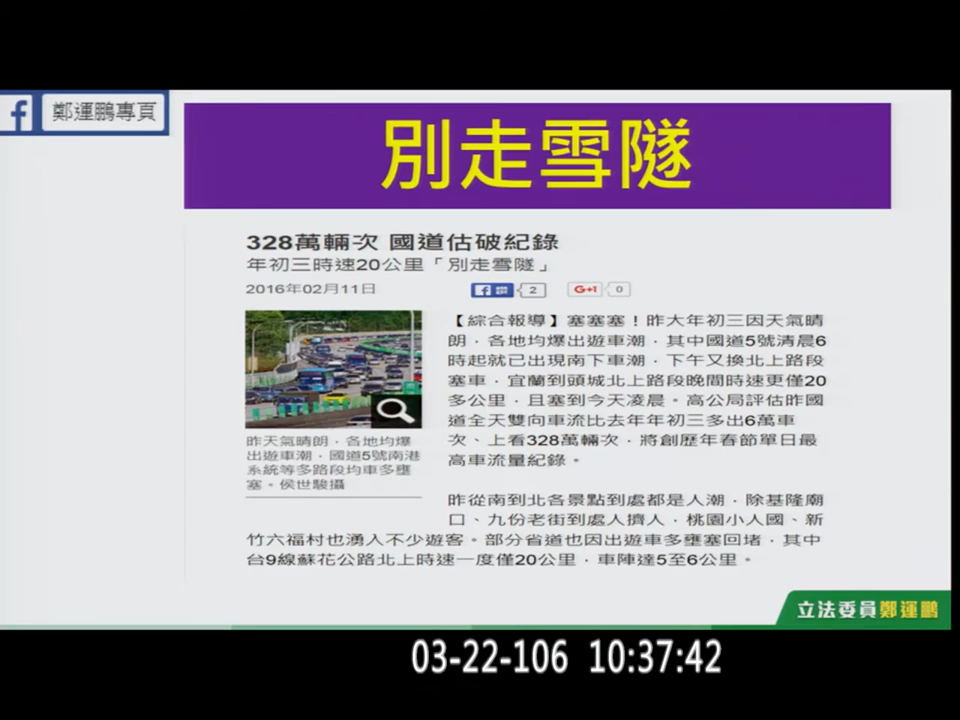 鄭運鵬專頁
別走雪隧
328萬輛次 國道估破紀錄
年初三時速20公里「別走雪隧」
2016年02月11日
2
G+1
0
【綜合報導】塞塞塞！昨大年初三因天氣晴
朗，各地均爆出遊車潮，其中國道5號清晨6
時起就已出現南下車潮，下午又換北上路段
塞車，宜蘭到頭城北上路段晚間時速更僅20
多公里，且塞到今天凌晨。高公局評估昨國
道全天雙向車流比去年年初三多出6萬車
次、上看328萬輛次，將創歷年春節單日最
高車流量紀錄。
昨天氣晴朗，各地均爆
出遊車潮，國道5號南港
系統等多路段均車多壅
塞。侯世駿攝
昨從南到北各景點到處都是人潮，除基隆廟
口、九份老街到處人擠人，桃園小人國、新
竹六福村也湧入不少遊客。部分省道也因出遊車多壅塞回堵，其中
台9線蘇花公路北上時速一度僅20公里，車陣達5至6公里。
立法委員鄭運鵬
03-22-106 10:37:42